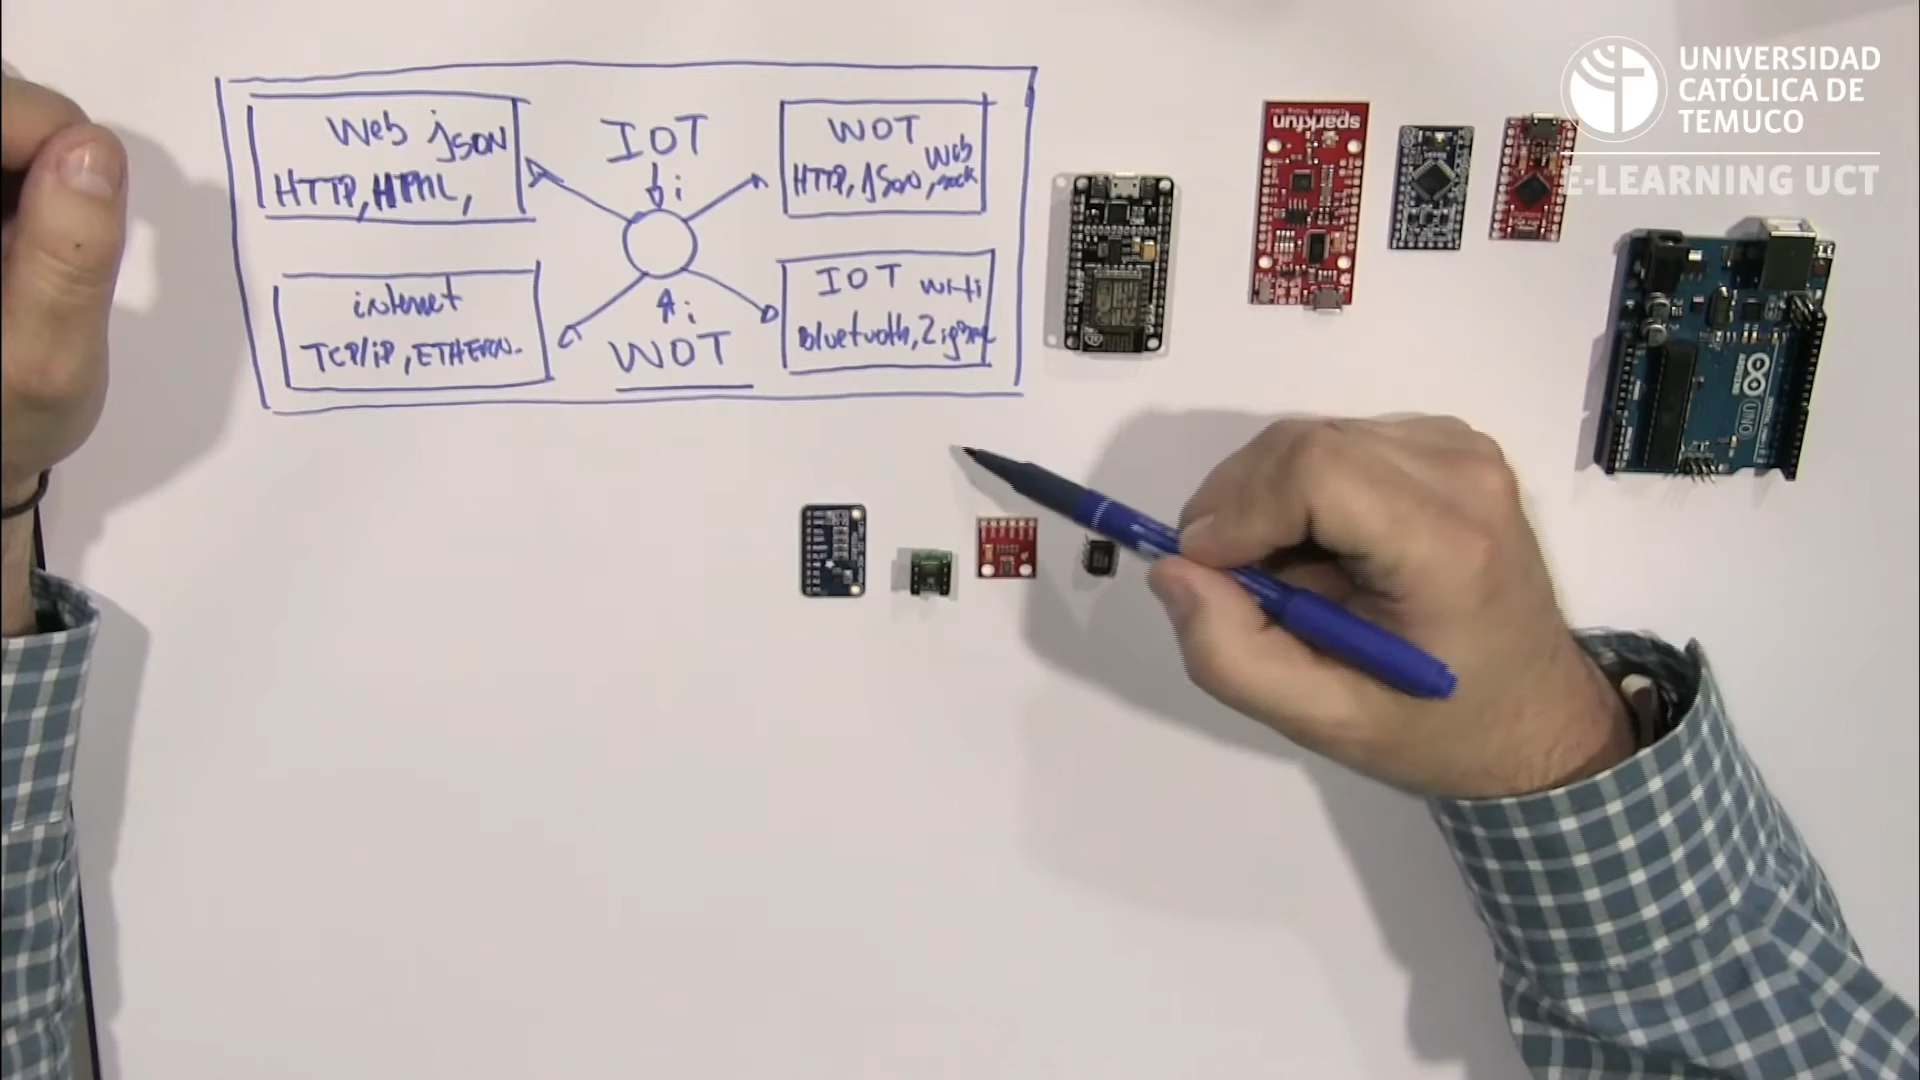 Web json
HTTP, HTML,
IOT
i
WOT
HTTP, JSON, Web
sock
internet
TCP/iP, ETHERN.
i
WOT
IOT Wifi
bluetooth, Zigbee
sparkfun
ARDUINO
UNO
UNIVERSIDAD
CATÓLICA DE
TEMUCO
E-LEARNING UCT